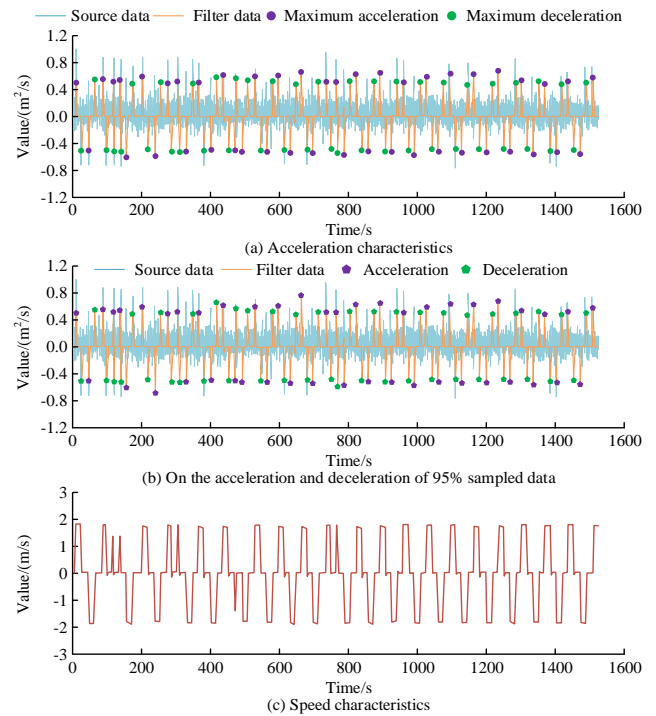 Source data Filter data Maximum acceleration Maximum deceleration
1.2
0.8
0.4
0.0
-0.4
-0.8
-1.2
Value/(m²/s)
0 200 400 600 800 1000 1200 1400 1600
Time/s
(a) Acceleration characteristics
Source data Filter data Acceleration Deceleration
1.2
0.8
0.4
0.0
-0.4
-0.8
-1.2
Value/(m²/s)
0 200 400 600 800 1000 1200 1400 1600
Time/s
(b) On the acceleration and deceleration of 95% sampled data
3
2
1
0
-1
-2
-3
Value/(m/s)
0 200 400 600 800 1000 1200 1400 1600
Time/s
(c) Speed characteristics